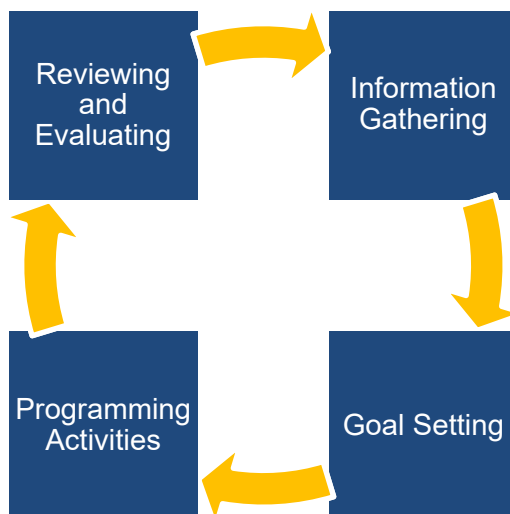 Reviewing
and
Evaluating
Information
Gathering
Programming
Activities
Goal Setting